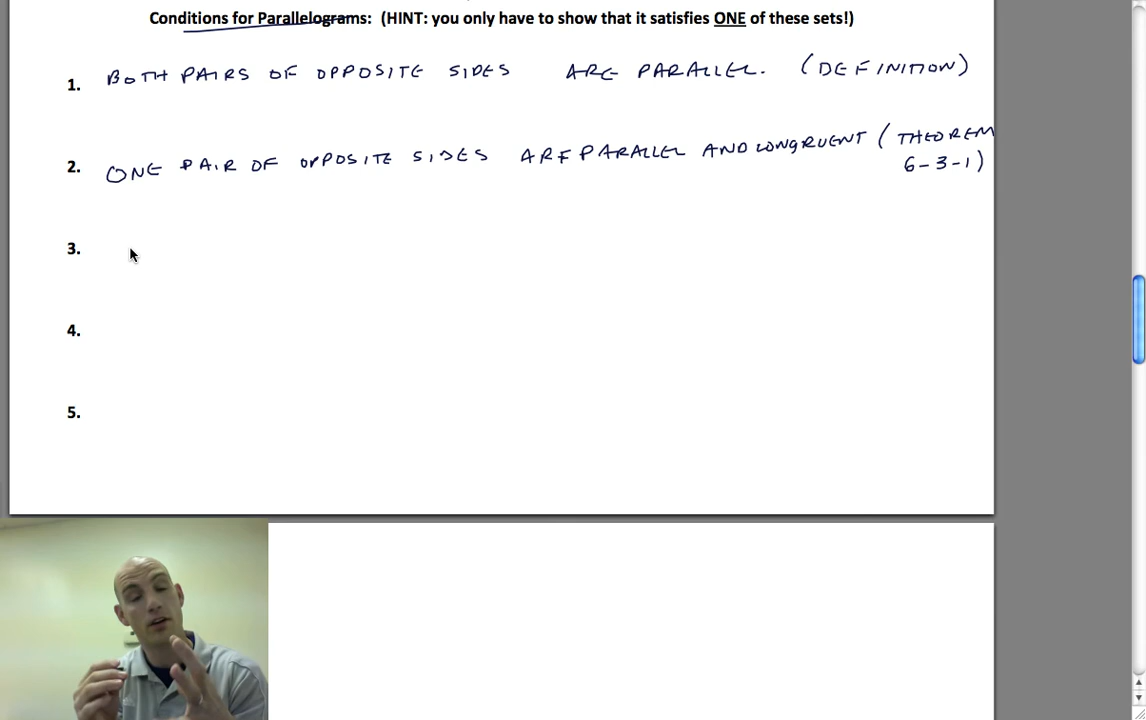 Conditions for Parallelograms: (HINT: you only have to show that it satisfies ONE of these sets!)
1. BOTH PAIRS OF OPPOSITE SIDES ARE PARALLEL. (DEFINITION)
2. ONE PAIR OF OPPOSITE SIDES ARE PARALLEL AND CONGRUENT (THEOREM
6-3-1)
3.
4.
5.